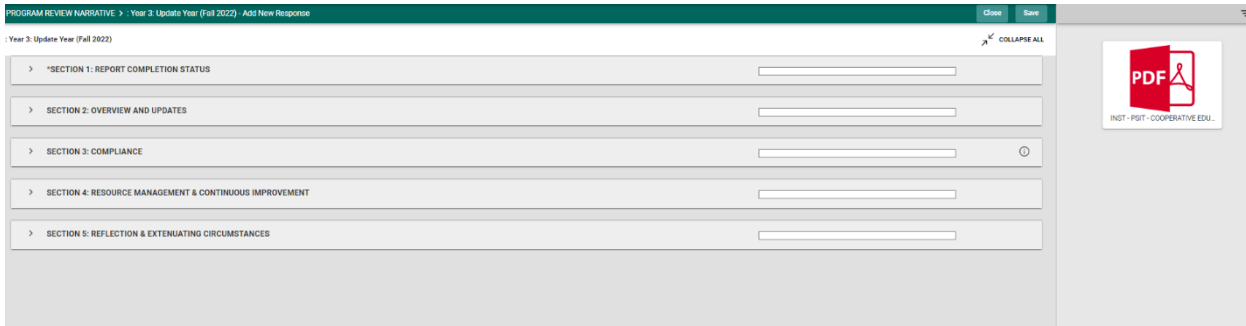 PROGRAM REVIEW NARRATIVE > : Year 3: Update Year (Fall 2022) - Add New Response
Close
Save
: Year 3: Update Year (Fall 2022)
COLLAPSE ALL
*SECTION 1: REPORT COMPLETION STATUS
SECTION 2: OVERVIEW AND UPDATES
SECTION 3: COMPLIANCE
SECTION 4: RESOURCE MANAGEMENT & CONTINUOUS IMPROVEMENT
SECTION 5: REFLECTION & EXTENUATING CIRCUMSTANCES
PDF
INST - PSIT - COOPERATIVE EDU...